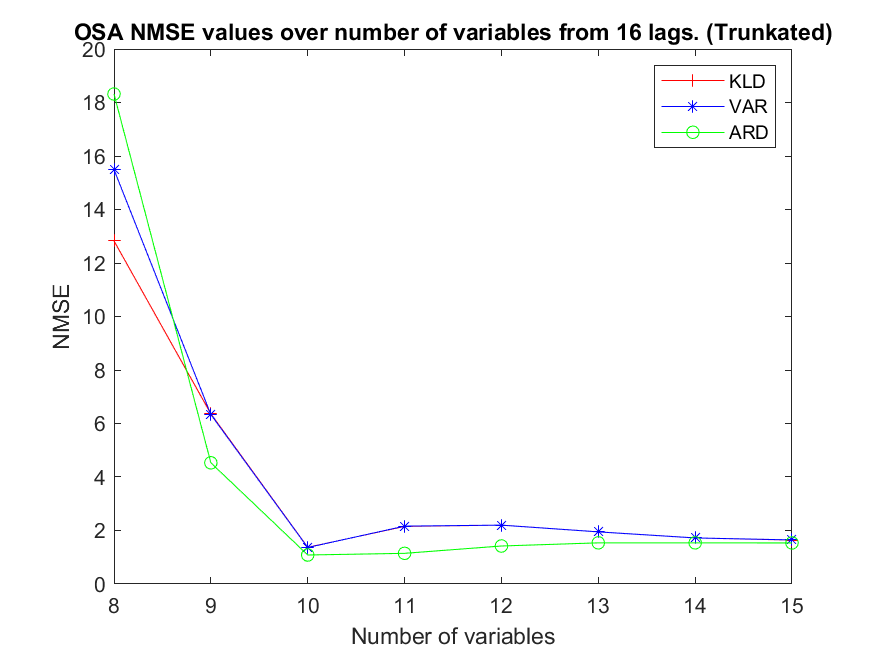 OSA NMSE values over number of variables from 16 lags. (Trunkated)
20
18
16
14
12
10
8
6
4
2
0
NMSE
KLD
VAR
ARD
8 9 10 11 12 13 14 15
Number of variables